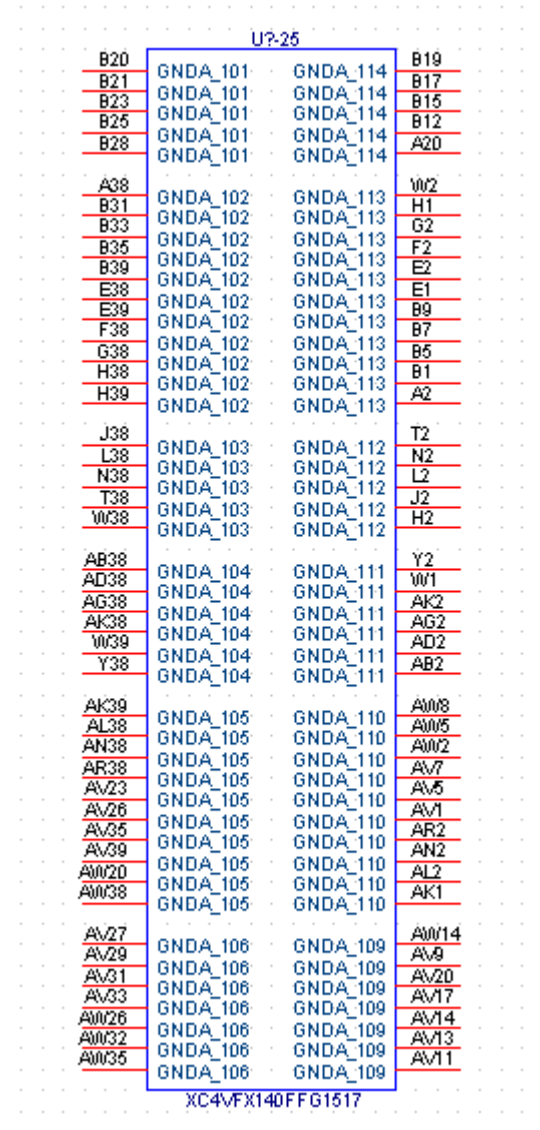 U?-25
B20 GNDA_101 GNDA_114 B19
B21 GNDA_101 GNDA_114 B17
B23 GNDA_101 GNDA_114 B15
B25 GNDA_101 GNDA_114 B12
B28 GNDA_101 GNDA_114 A20
A38 GNDA_102 GNDA_113 W2
B31 GNDA_102 GNDA_113 H1
B33 GNDA_102 GNDA_113 G2
B35 GNDA_102 GNDA_113 F2
B39 GNDA_102 GNDA_113 E2
E38 GNDA_102 GNDA_113 E1
E39 GNDA_102 GNDA_113 B9
F38 GNDA_102 GNDA_113 B7
G38 GNDA_102 GNDA_113 B5
H38 GNDA_102 GNDA_113 B1
H39 GNDA_102 GNDA_113 A2
J38 GNDA_103 GNDA_112 T2
L38 GNDA_103 GNDA_112 N2
N38 GNDA_103 GNDA_112 L2
T38 GNDA_103 GNDA_112 J2
W38 GNDA_103 GNDA_112 H2
AB38 GNDA_104 GNDA_111 Y2
AD38 GNDA_104 GNDA_111 W1
AG38 GNDA_104 GNDA_111 AK2
AK38 GNDA_104 GNDA_111 AG2
W39 GNDA_104 GNDA_111 AD2
Y38 GNDA_104 GNDA_111 AB2
AK39 GNDA_105 GNDA_110 AW8
AL38 GNDA_105 GNDA_110 AW5
AN38 GNDA_105 GNDA_110 AW2
AR38 GNDA_105 GNDA_110 AV7
AV23 GNDA_105 GNDA_110 AV5
AV26 GNDA_105 GNDA_110 AV1
AV35 GNDA_105 GNDA_110 AR2
AV39 GNDA_105 GNDA_110 AN2
AW20 GNDA_105 GNDA_110 AL2
AW38 GNDA_105 GNDA_110 AK1
AV27 GNDA_106 GNDA_109 AW14
AV29 GNDA_106 GNDA_109 AV9
AV31 GNDA_106 GNDA_109 AV20
AV33 GNDA_106 GNDA_109 AV17
AW26 GNDA_106 GNDA_109 AV14
AW32 GNDA_106 GNDA_109 AV13
AW35 GNDA_106 GNDA_109 AV11
XC4VFX140FFG1517